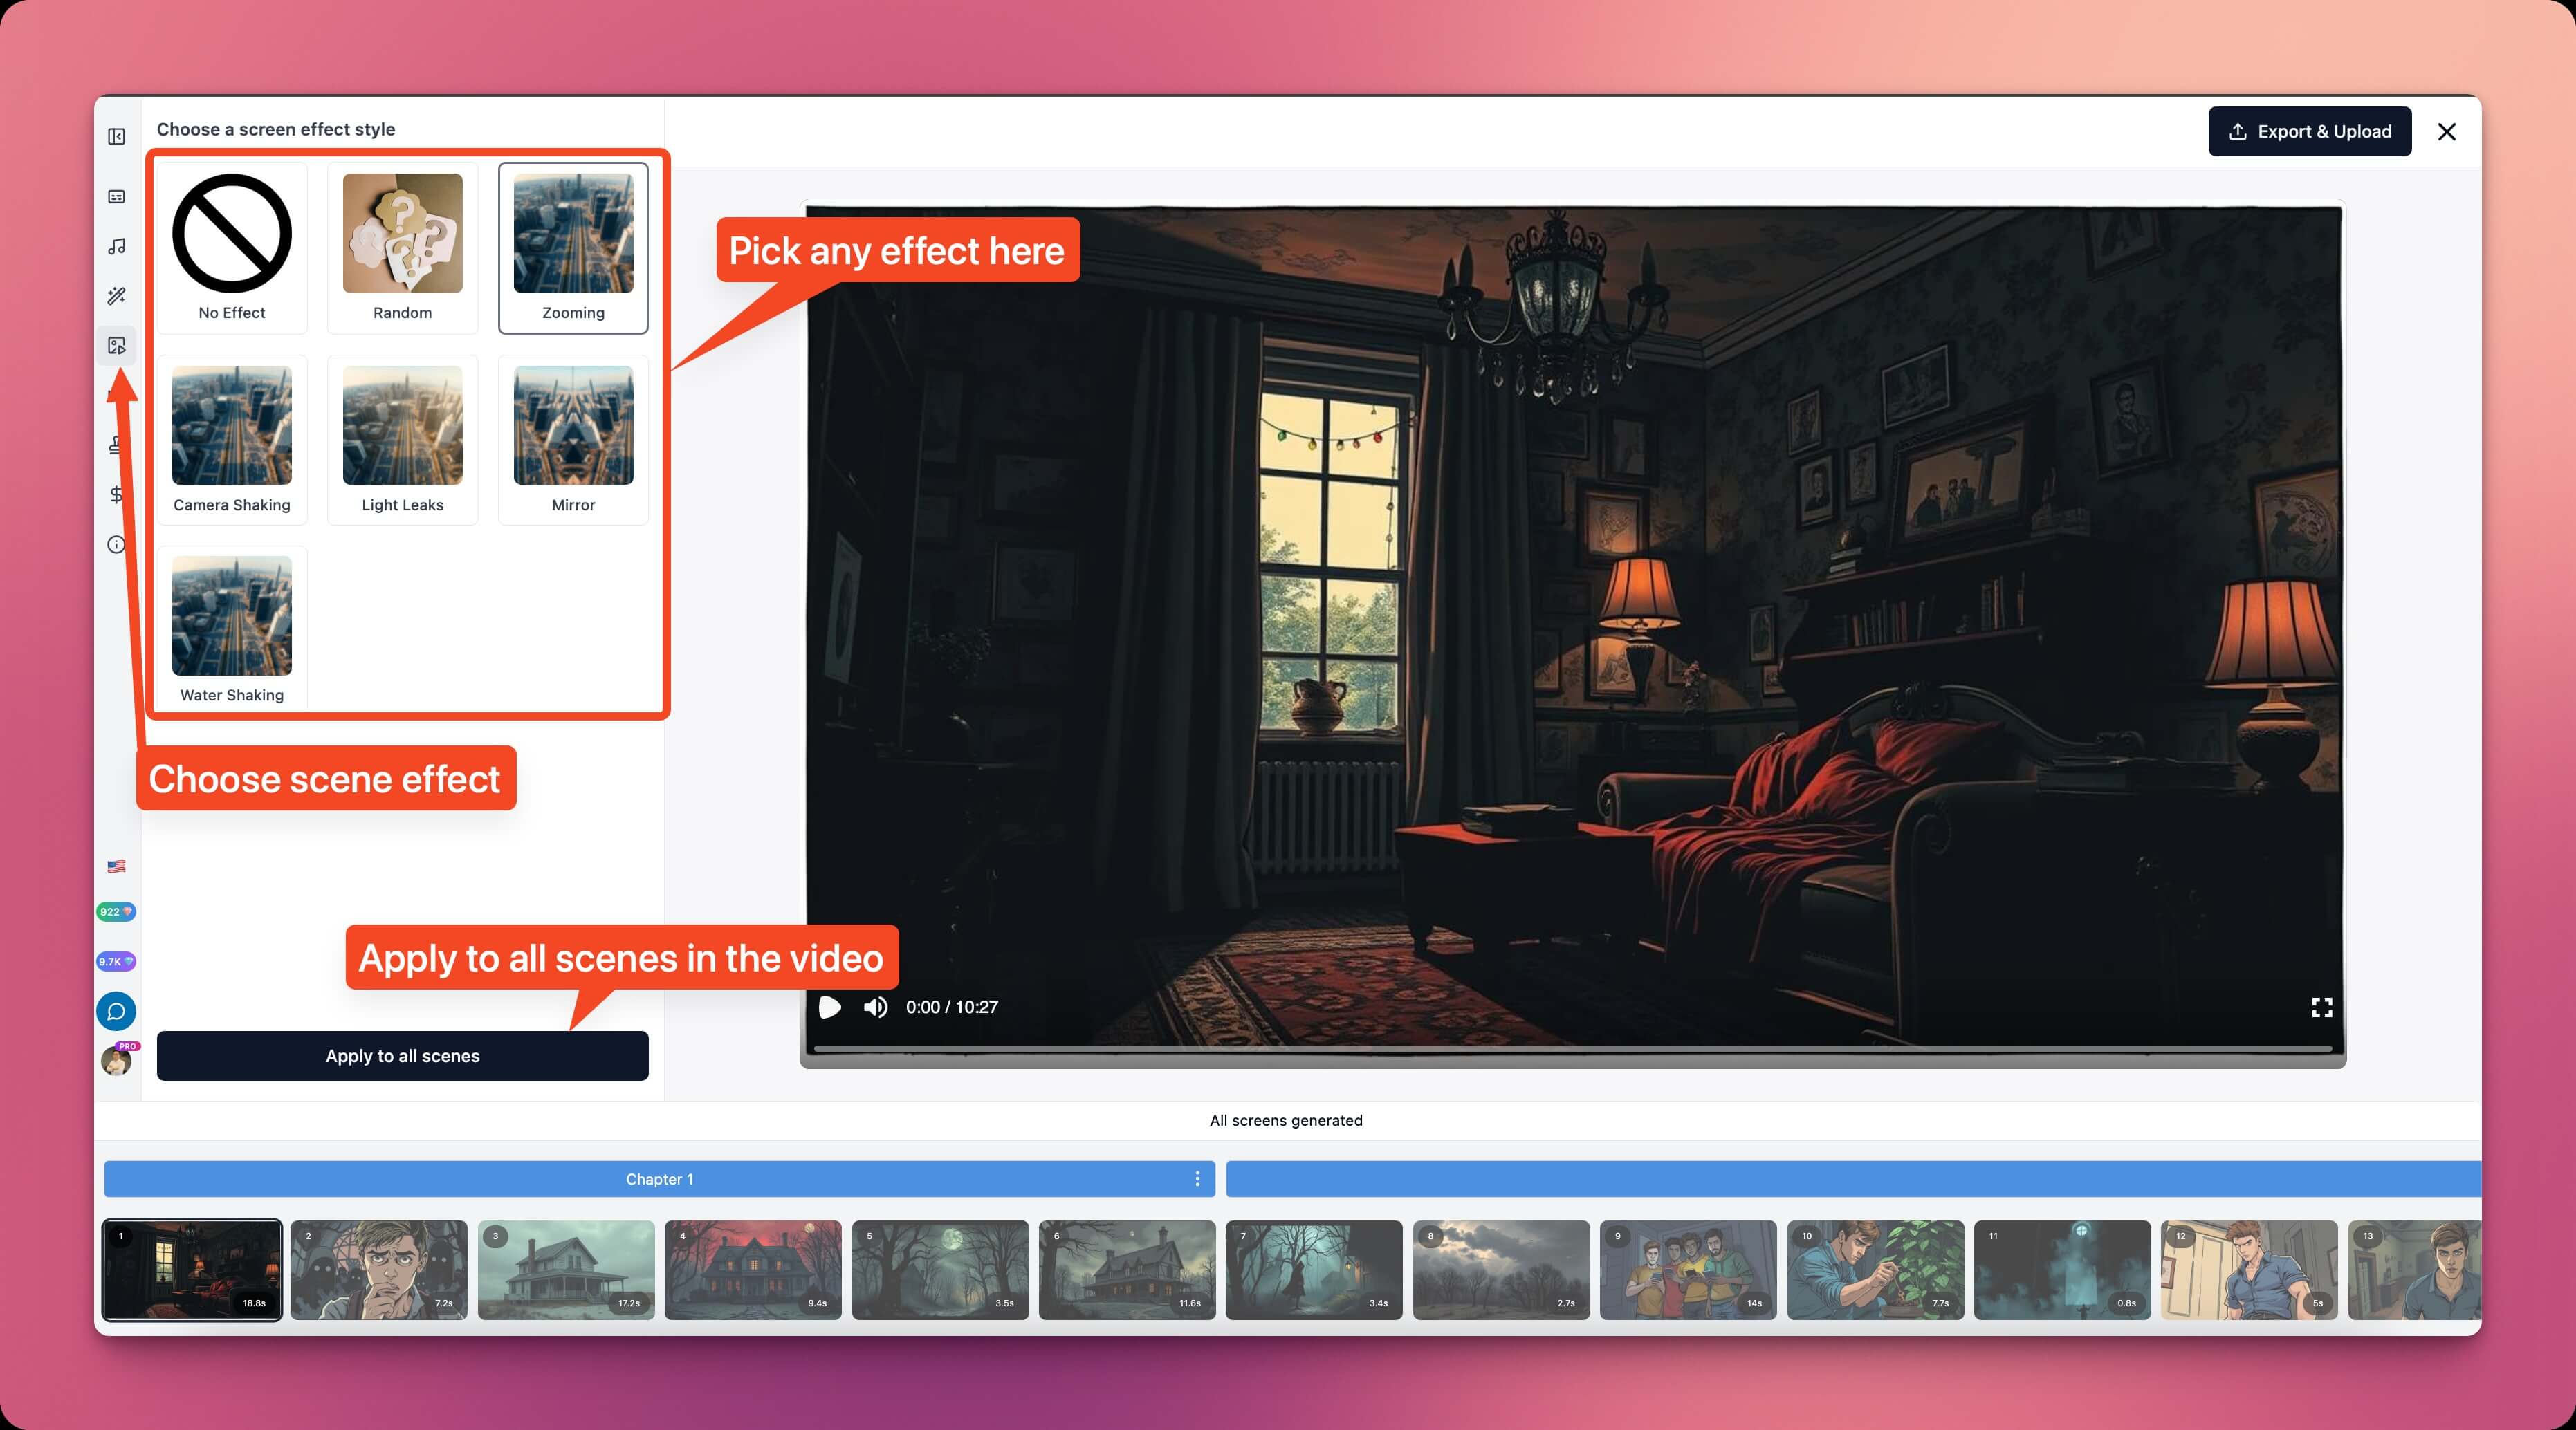 Choose a screen effect style
Export & Upload
No Effect
Random
Zooming
Pick any effect here
Camera Shaking
Light Leaks
Mirror
Water Shaking
Choose scene effect
922
9.7K
Apply to all scenes in the video
0:00 / 10:27
PRO
Apply to all scenes
All screens generated
Chapter 1
1
2
3
4
5
6
7
8
9
10
11
12
13
18.8s
7.2s
17.2s
9.4s
3.5s
11.6s
3.4s
2.7s
14s
7.7s
0.8s
5s